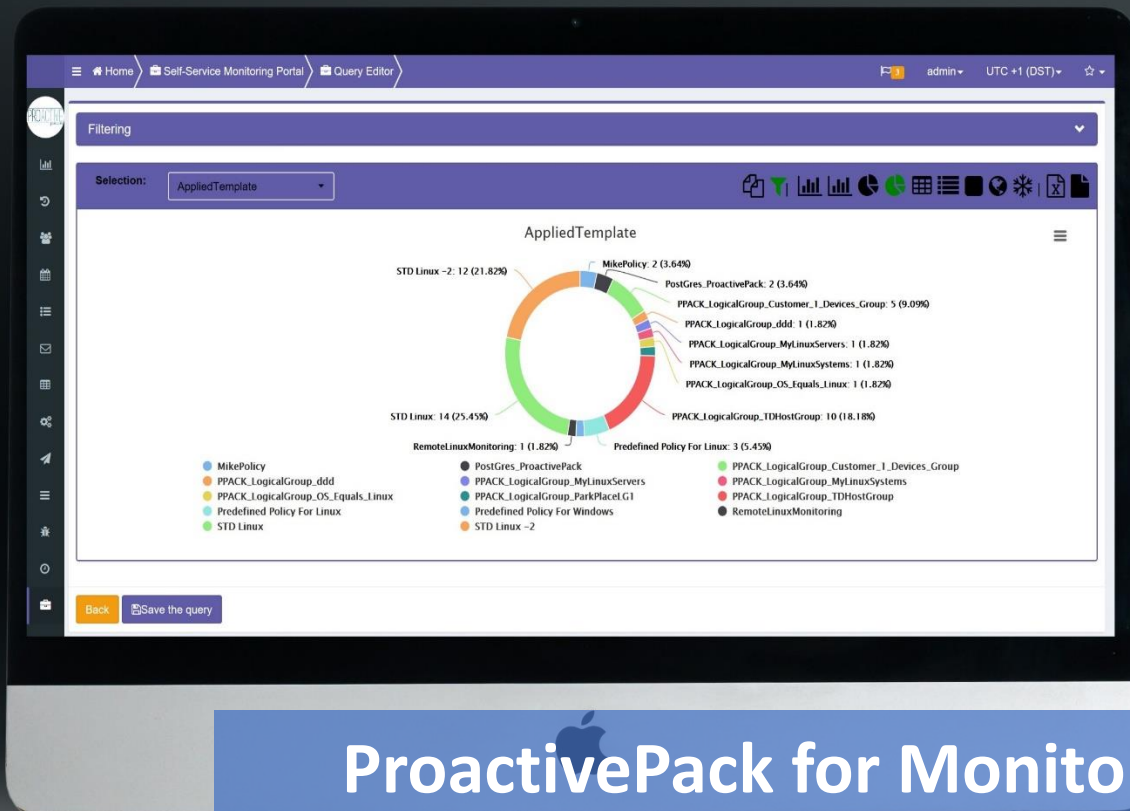 Home Self-Service Monitoring Portal Query Editor 3 admin UTC +1 (DST)
PROACTIVE
Filtering
Selection: AppliedTemplate
AppliedTemplate
STD Linux -2: 12 (21.82%)
MikePolicy: 2 (3.64%)
PostGres_ProactivePack: 2 (3.64%)
PPACK_LogicalGroup_Customer_1_Devices_Group: 5 (9.09%)
PPACK_LogicalGroup_ddd: 1 (1.82%)
PPACK_LogicalGroup_MyLinuxServers: 1 (1.82%)
PPACK_LogicalGroup_MyLinuxSystems: 1 (1.82%)
PPACK_LogicalGroup_OS_Equals_Linux: 1 (1.82%)
STD Linux: 14 (25.45%)
PPACK_LogicalGroup_TDHostGroup: 10 (18.18%)
RemoteLinuxMonitoring: 1 (1.82%)
Predefined Policy For Linux: 3 (5.45%)
MikePolicy PostGres_ProactivePack PPACK_LogicalGroup_Customer_1_Devices_Group
PPACK_LogicalGroup_ddd PPACK_LogicalGroup_MyLinuxServers PPACK_LogicalGroup_MyLinuxSystems
PPACK_LogicalGroup_OS_Equals_Linux PPACK_LogicalGroup_ParkPlaceLG1 PPACK_LogicalGroup_TDHostGroup
Predefined Policy For Linux Predefined Policy For Windows RemoteLinuxMonitoring
STD Linux STD Linux -2
Back Save the query
ProactivePack for Monito